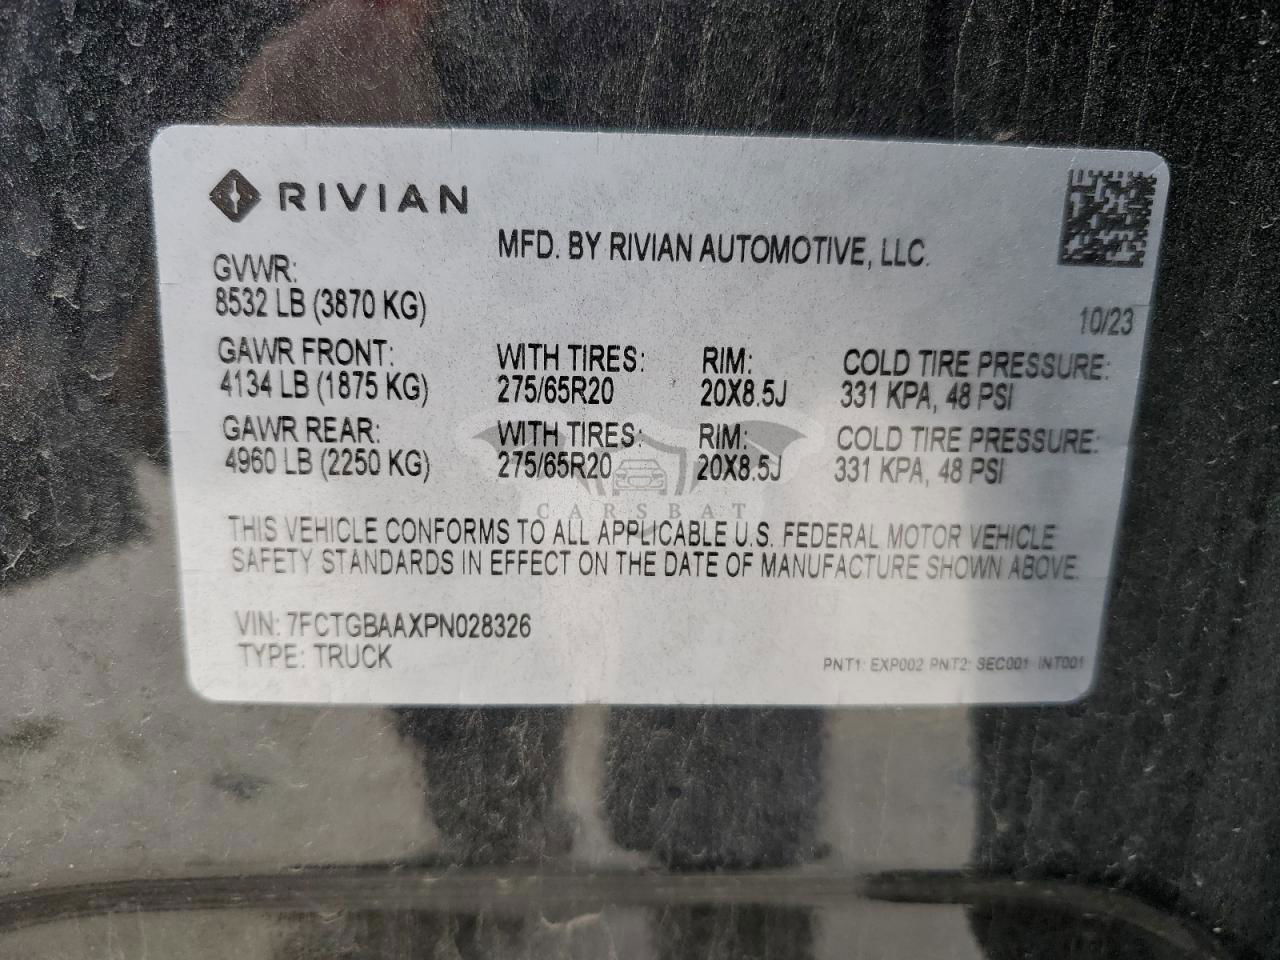 RIVIAN
MFD. BY RIVIAN AUTOMOTIVE, LLC.
GVWR:
8532 LB (3870 KG)
10/23
GAWR FRONT: WITH TIRES: RIM: COLD TIRE PRESSURE:
4134 LB (1875 KG) 275/65R20 20X8.5J 331 KPA, 48 PSI
GAWR REAR: WITH TIRES: RIM: COLD TIRE PRESSURE:
4960 LB (2250 KG) 275/65R20 20X8.5J 331 KPA, 48 PSI
CARSBAT
THIS VEHICLE CONFORMS TO ALL APPLICABLE U.S. FEDERAL MOTOR VEHICLE
SAFETY STANDARDS IN EFFECT ON THE DATE OF MANUFACTURE SHOWN ABOVE.
VIN: 7FCTGBAAXPN028326
TYPE: TRUCK
PNT1: EXP002 PNT2: SEC001 INT001